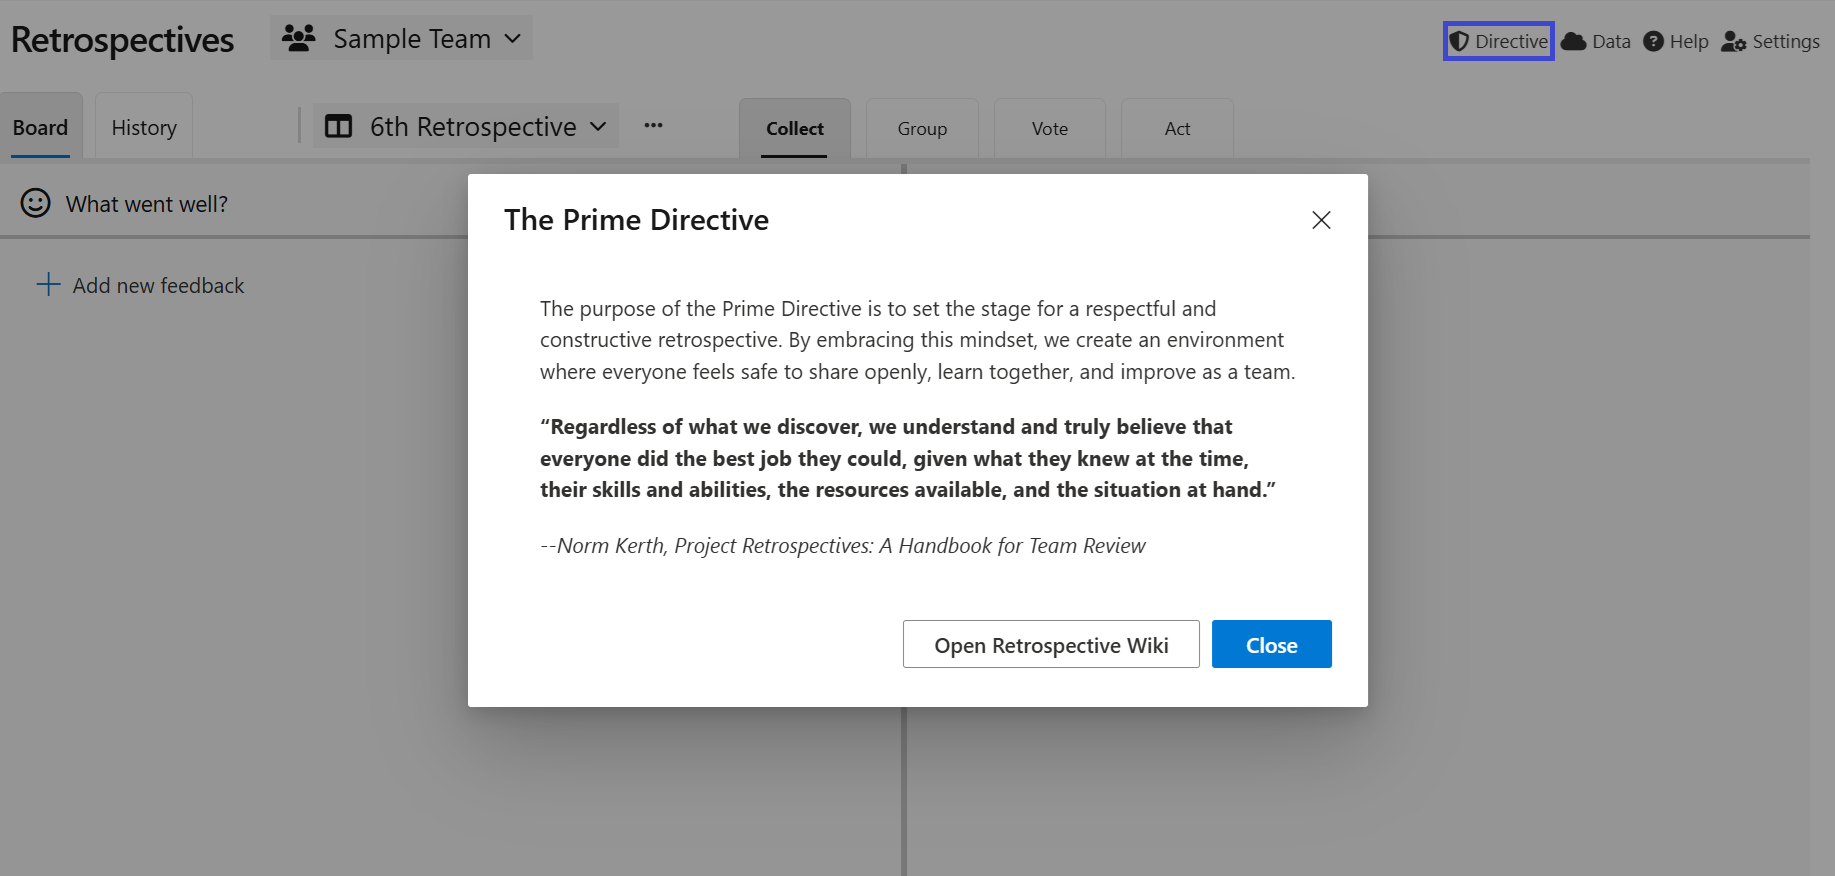 Retrospectives
Sample Team
Directive
Data
Help
Settings
Board
History
6th Retrospective
...
Collect
Group
Vote
Act
What went well?
Add new feedback
The Prime Directive
The purpose of the Prime Directive is to set the stage for a respectful and
constructive retrospective. By embracing this mindset, we create an environment
where everyone feels safe to share openly, learn together, and improve as a team.
“Regardless of what we discover, we understand and truly believe that
everyone did the best job they could, given what they knew at the time,
their skills and abilities, the resources available, and the situation at hand.”
--Norm Kerth, Project Retrospectives: A Handbook for Team Review
Open Retrospective Wiki
Close